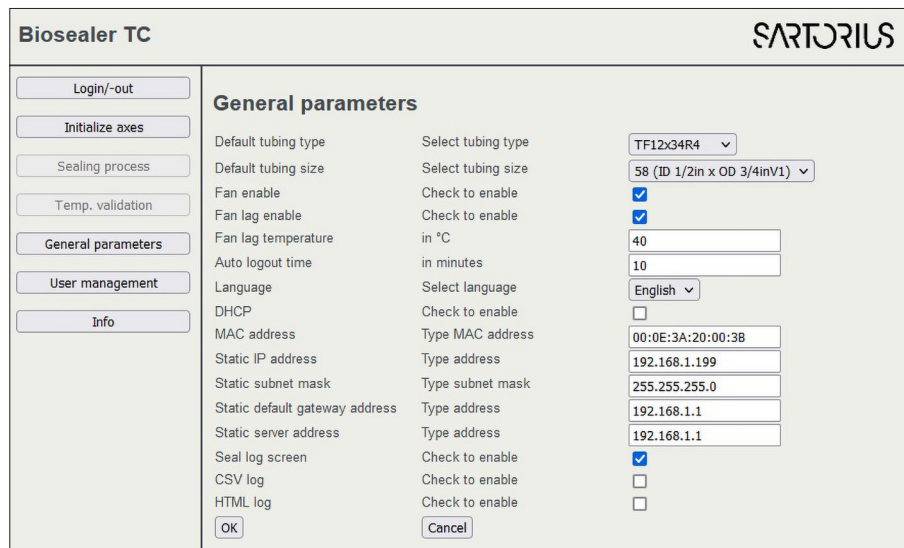 Biosealer TC
SARTORIUS
Login/-out
Initialize axes
Sealing process
Temp. validation
General parameters
User management
Info
General parameters
Default tubing type Select tubing type TF12x34R4
Default tubing size Select tubing size 58 (ID 1/2in x OD 3/4inV1)
Fan enable Check to enable
Fan lag enable Check to enable
Fan lag temperature in °C 40
Auto logout time in minutes 10
Language Select language English
DHCP Check to enable
MAC address Type MAC address 00:0E:3A:20:00:3B
Static IP address Type address 192.168.1.199
Static subnet mask Type subnet mask 255.255.255.0
Static default gateway address Type address 192.168.1.1
Static server address Type address 192.168.1.1
Seal log screen Check to enable
CSV log Check to enable
HTML log Check to enable
OK Cancel